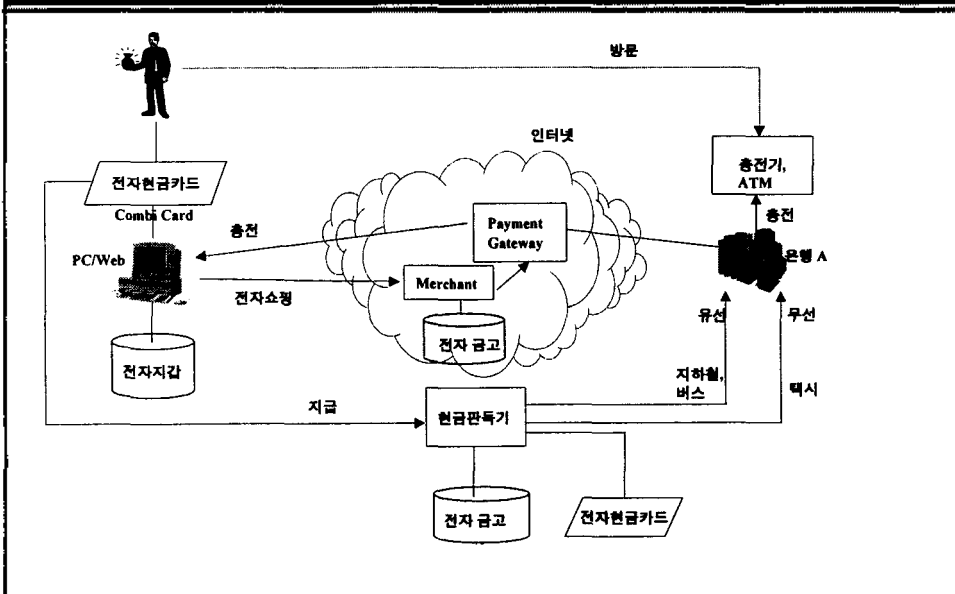 방문
인터넷
충전기,
ATM
전자현금카드
Combi Card
충전
Payment
Gateway
충전
PC/Web
은행 A
Merchant
전자쇼핑
유선
무선
전자 금고
전자지갑
지하철,
버스
택시
지급
현금판독기
전자 금고
전자현금카드